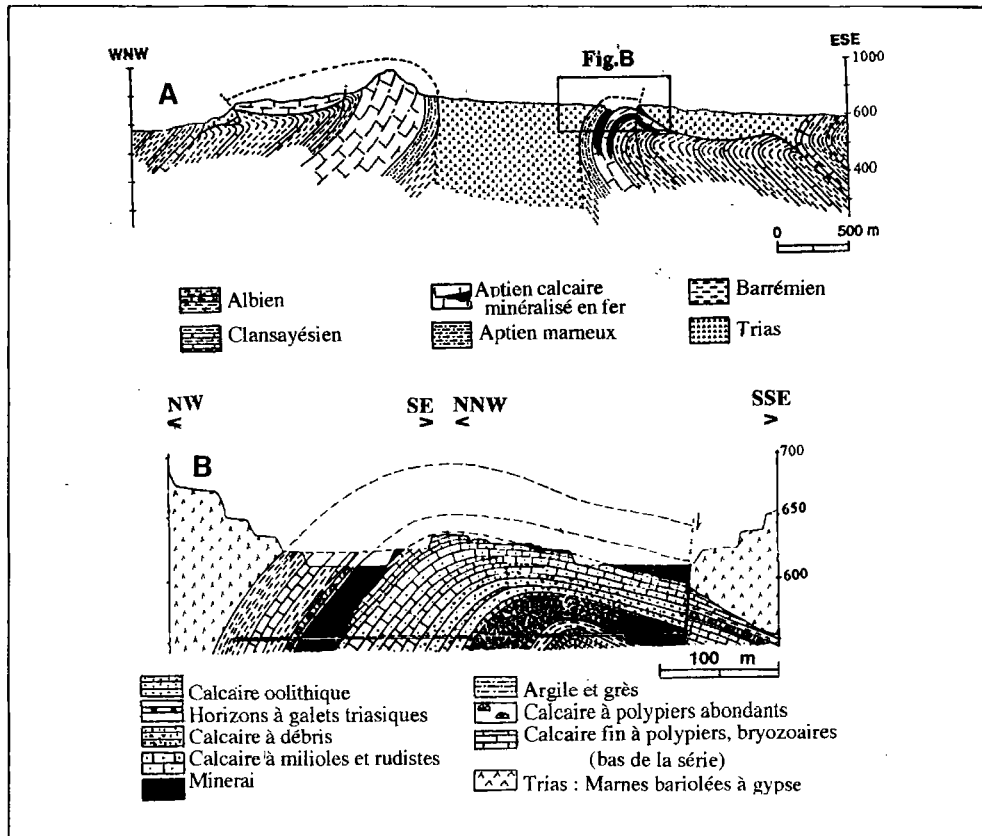 WNW
ESE
A
Fig.B
1000
800
600
400
0 500 m
Albien
Clansayésien
Aptien calcaire
minéralisé en fer
Aptien marneux
Barrémien
Trias
NW SE NNW SSE
B
700
650
600
100 m
Calcaire oolithique
Horizons à galets triasiques
Calcaire à débris
Calcaire à milioles et rudistes
Minerai
Argile et grès
Calcaire à polypiers abondants
Calcaire fin à polypiers, bryozoaires
(bas de la série)
Trias : Marnes bariolées à gypse